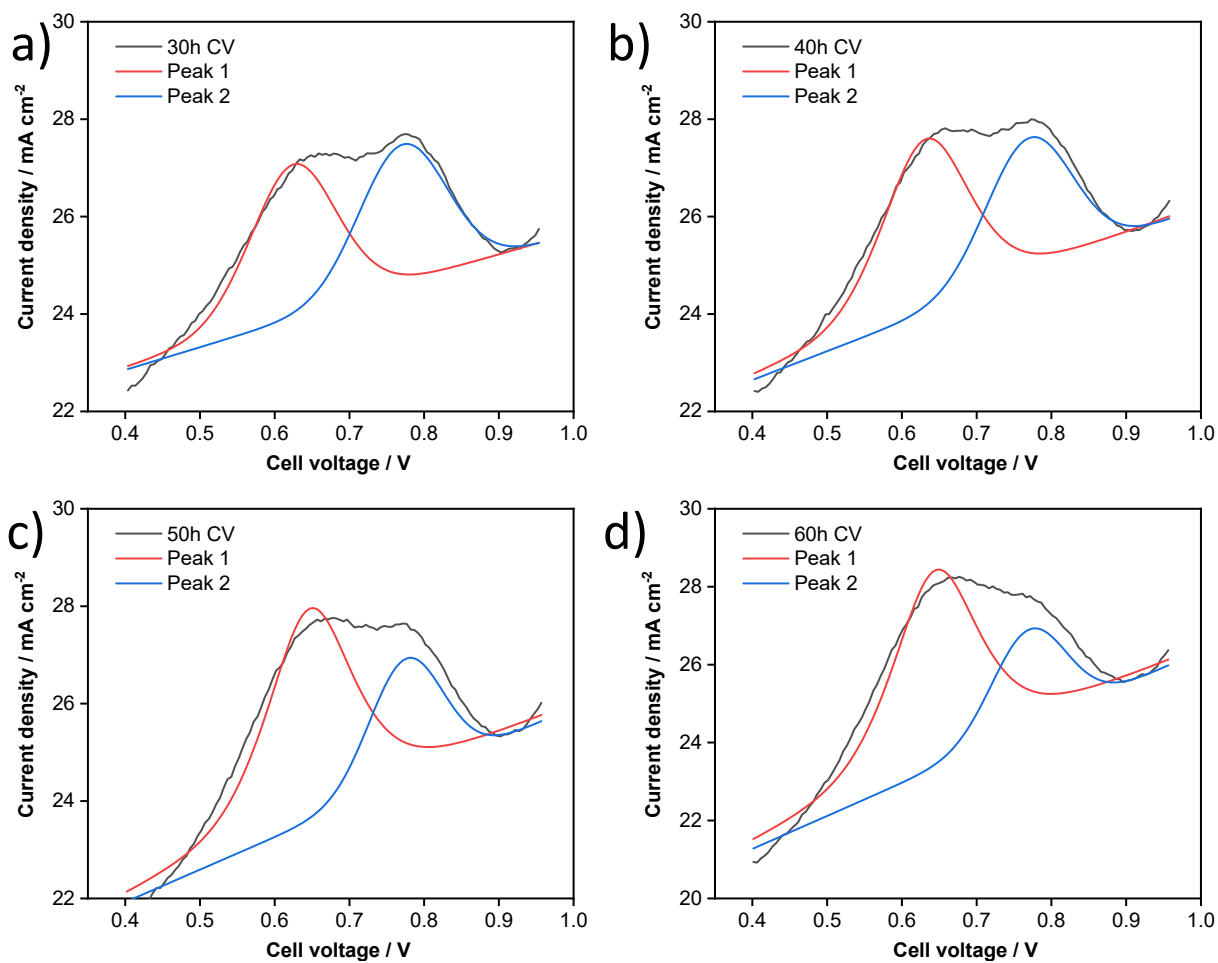 a)
30h CV
Peak 1
Peak 2
Current density / mA cm-2
30
28
26
24
22
0.4 0.5 0.6 0.7 0.8 0.9 1.0
Cell voltage / V
b)
40h CV
Peak 1
Peak 2
Current density / mA cm-2
30
28
26
24
22
0.4 0.5 0.6 0.7 0.8 0.9 1.0
Cell voltage / V
c)
50h CV
Peak 1
Peak 2
Current density / mA cm-2
30
28
26
24
22
0.4 0.5 0.6 0.7 0.8 0.9 1.0
Cell voltage / V
d)
60h CV
Peak 1
Peak 2
Current density / mA cm-2
30
28
26
24
22
20
0.4 0.5 0.6 0.7 0.8 0.9 1.0
Cell voltage / V